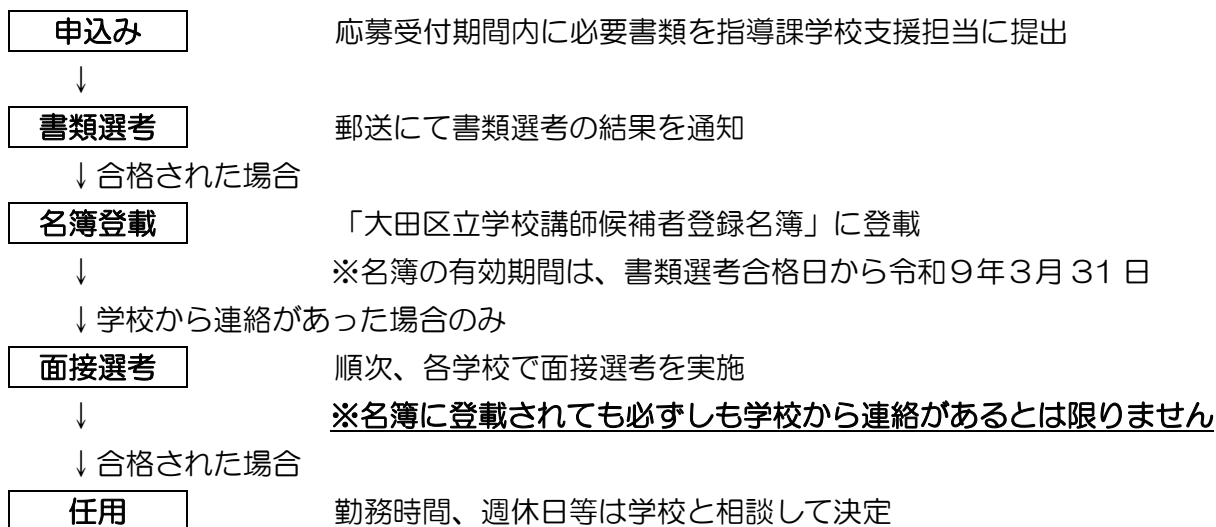 申込み 応募受付期間内に必要書類を指導課学校支援担当に提出
↓
書類選考 郵送にて書類選考の結果を通知
↓合格された場合
名簿登載 「大田区立学校講師候補者登録名簿」に登載
↓ ※名簿の有効期間は、書類選考合格日から令和９年３月 31 日
↓学校から連絡があった場合のみ
面接選考 順次、各学校で面接選考を実施
↓ ※名簿に登載されても必ずしも学校から連絡があるとは限りません
↓合格された場合
任用 勤務時間、週休日等は学校と相談して決定